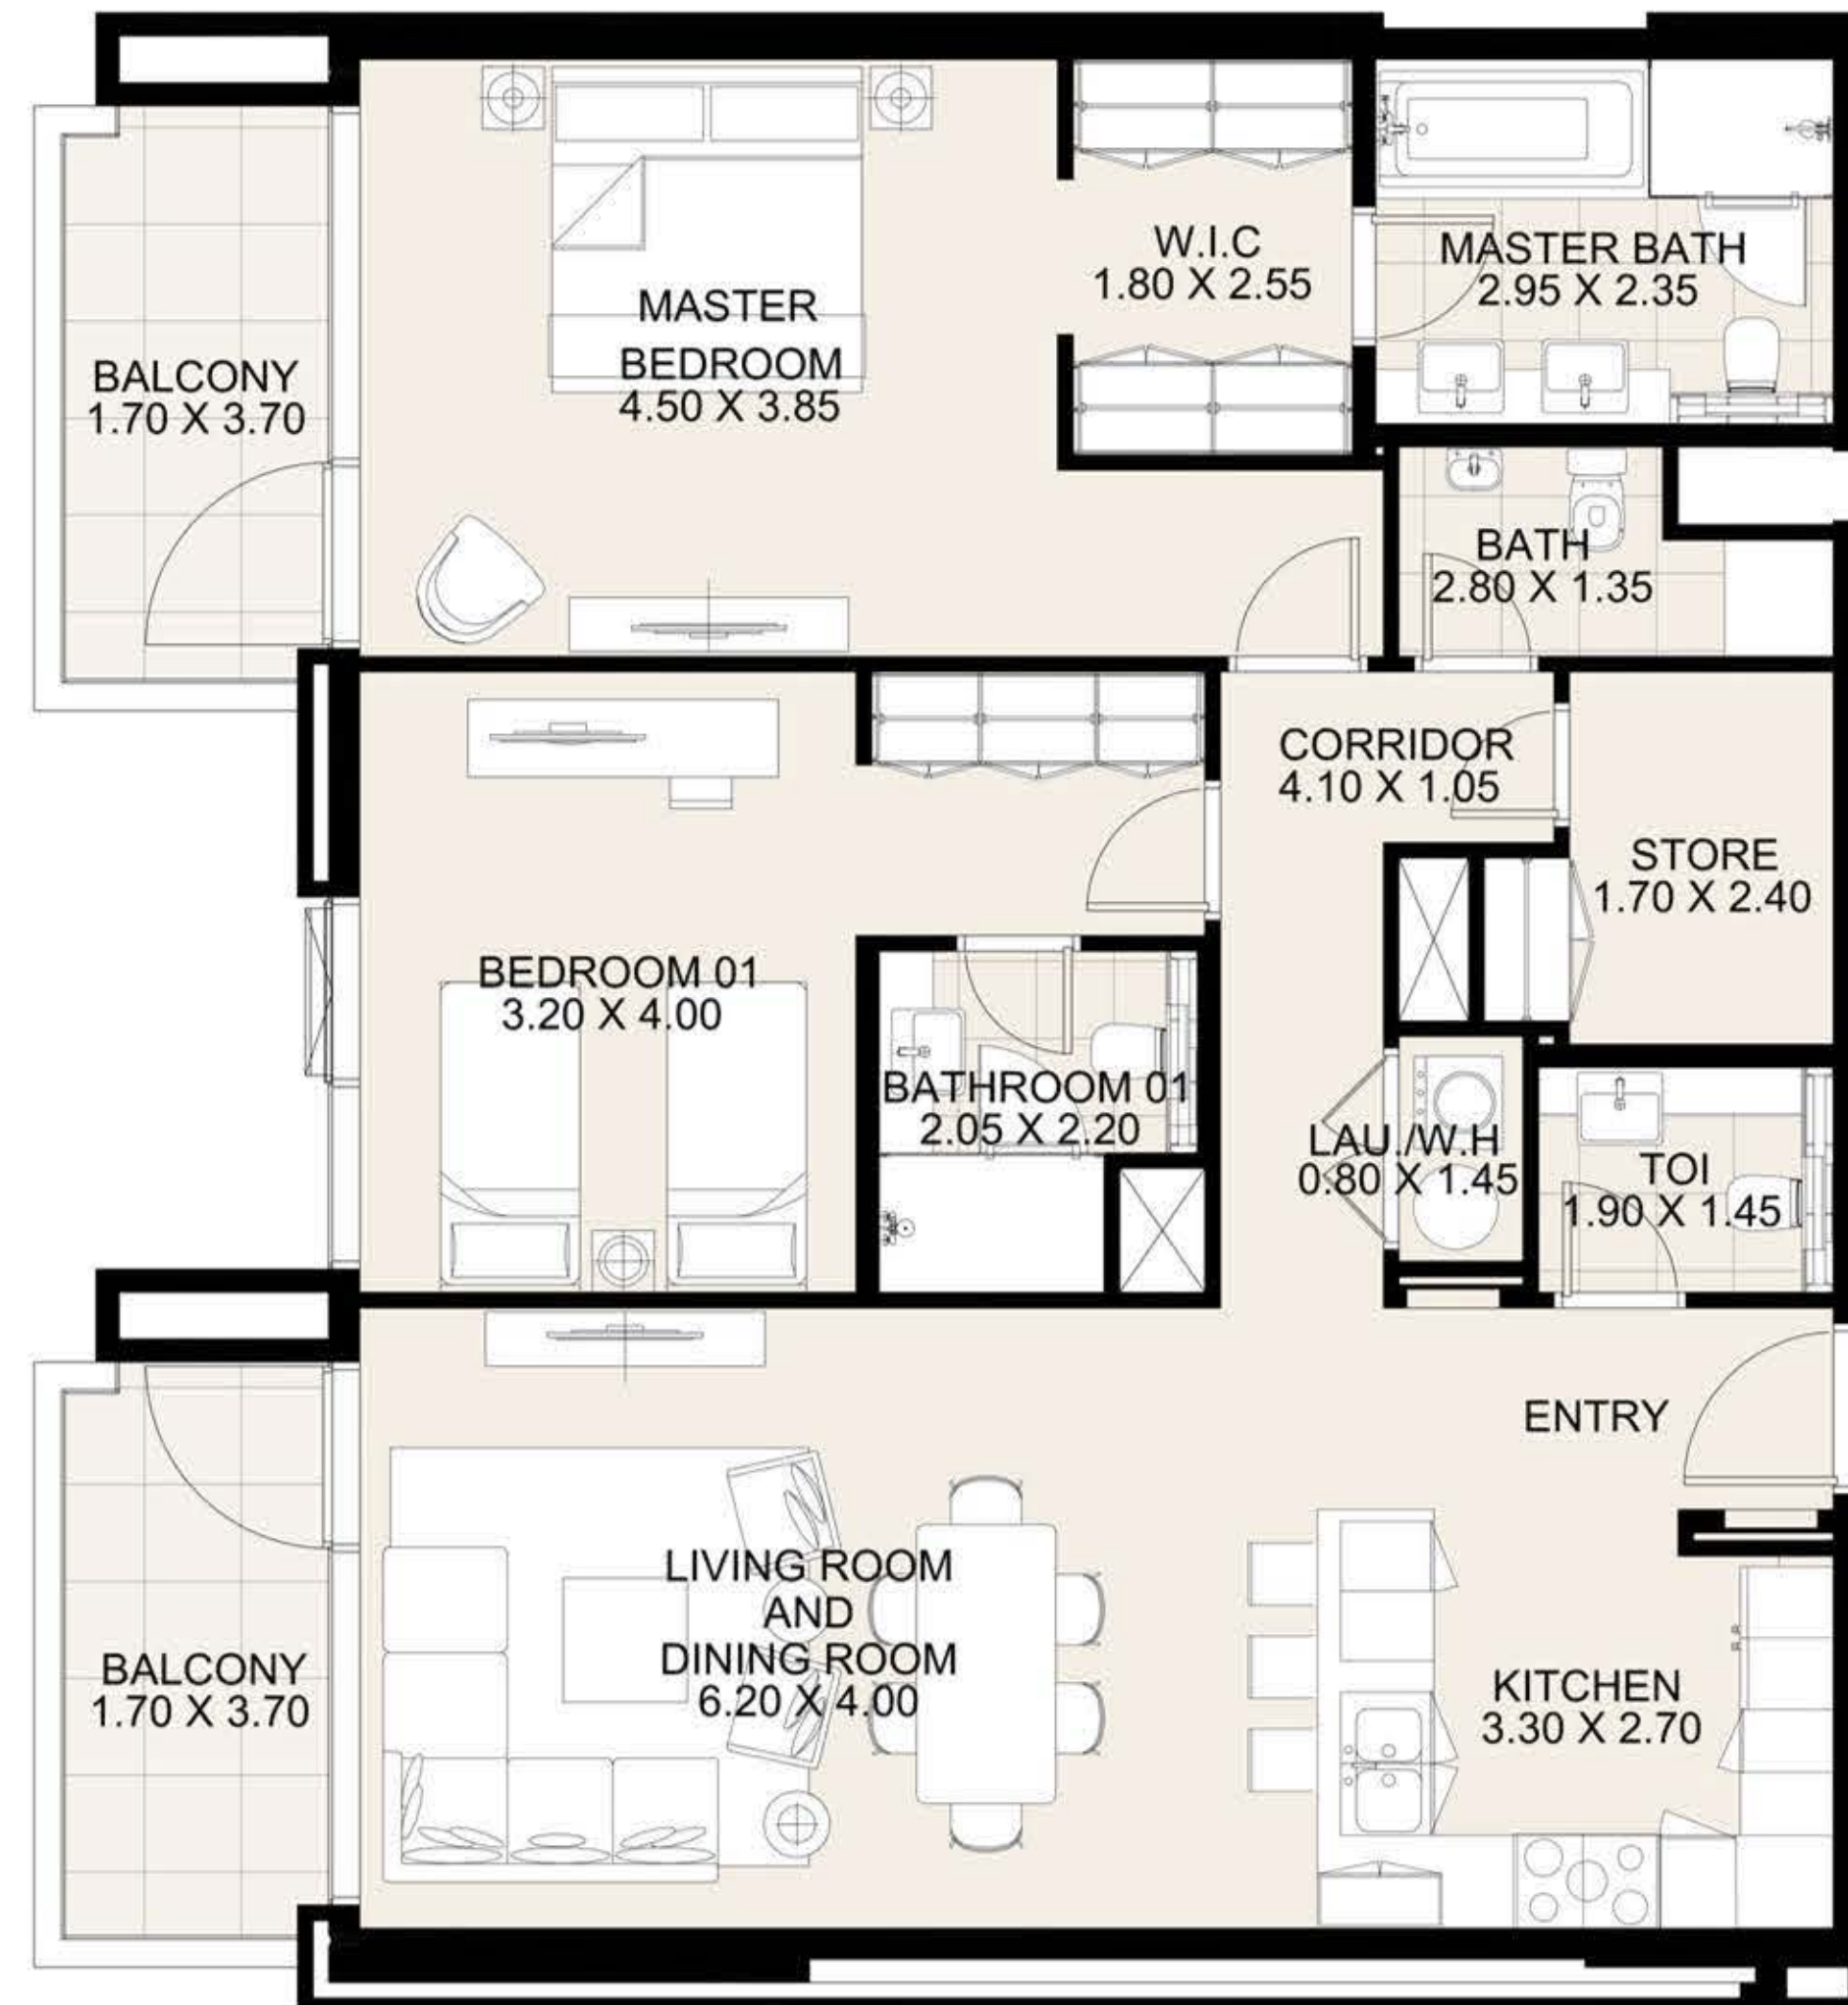 W.I.C
1.80 X 2.55
MASTER BATH
2.95 X 2.35
MASTER
BEDROOM
4.50 X 3.85
BALCONY
1.70 X 3.70
BATH
2.80 X 1.35
CORRIDOR
4.10 X 1.05
STORE
1.70 X 2.40
BEDROOM 01
3.20 X 4.00
BATHROOM 01
2.05 X 2.20
LAU./W.H
0.80 X 1.45
TOI
1.90 X 1.45
ENTRY
LIVING ROOM
AND
DINING ROOM
6.20 X 4.00
BALCONY
1.70 X 3.70
KITCHEN
3.30 X 2.70